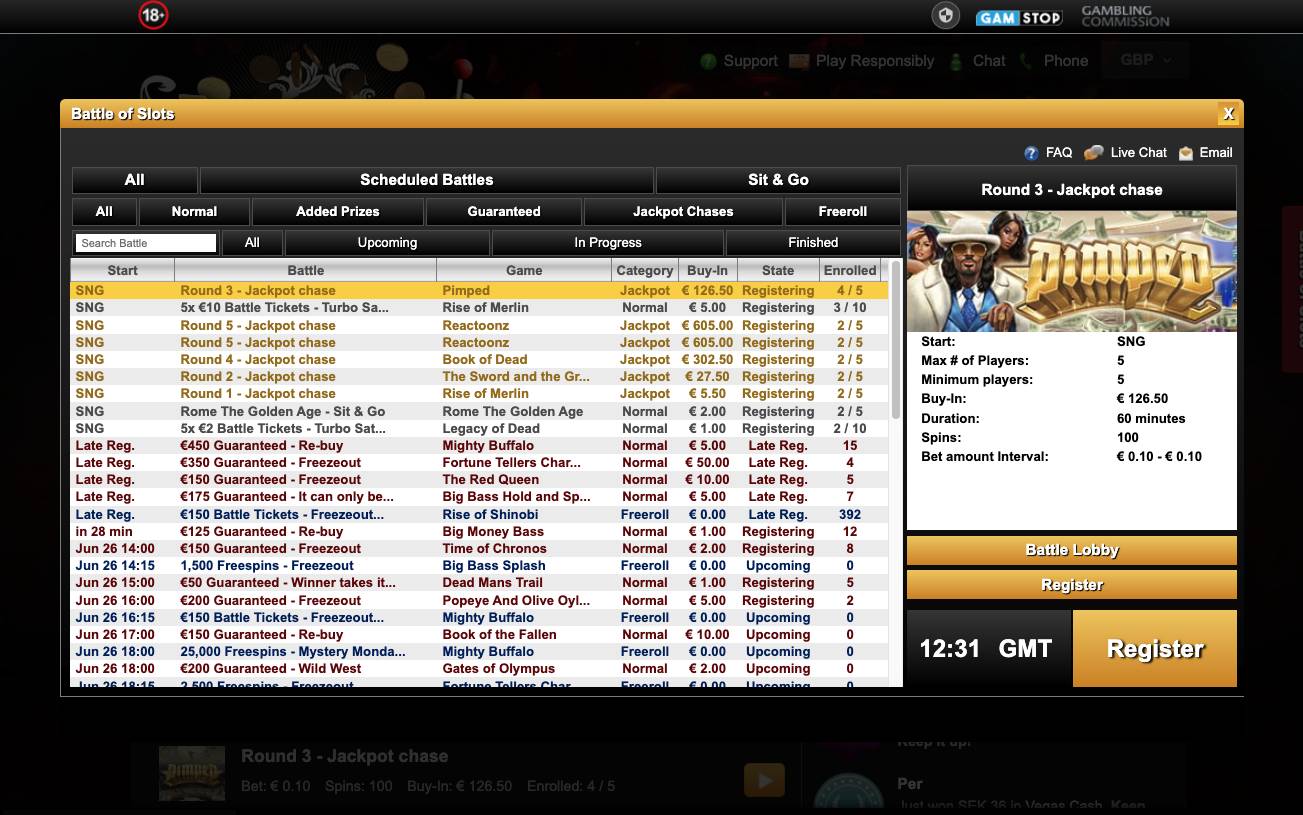 18+
GAMSTOP
GAMBLING
COMMISSION
Support Play Responsibly Chat Phone GBP
Battle of Slots X
FAQ Live Chat Email
All Scheduled Battles Sit & Go
Round 3 - Jackpot chase
All Normal Added Prizes Guaranteed Jackpot Chases Freeroll
Search Battle All Upcoming In Progress Finished
PIMPED
Start Battle Game Category Buy-In State Enrolled
SNG Round 3 - Jackpot chase Pimped Jackpot € 126.50 Registering 4 / 5
SNG 5x €10 Battle Tickets - Turbo Sa... Rise of Merlin Normal € 5.00 Registering 3 / 10
SNG Round 5 - Jackpot chase Reactoonz Jackpot € 605.00 Registering 2 / 5
SNG Round 5 - Jackpot chase Reactoonz Jackpot € 605.00 Registering 2 / 5
SNG Round 4 - Jackpot chase Book of Dead Jackpot € 302.50 Registering 2 / 5
SNG Round 2 - Jackpot chase The Sword and the Gr... Jackpot € 27.50 Registering 2 / 5
SNG Round 1 - Jackpot chase Rise of Merlin Jackpot € 5.50 Registering 2 / 5
SNG Rome The Golden Age - Sit & Go Rome The Golden Age Normal € 2.00 Registering 2 / 5
SNG 5x €2 Battle Tickets - Turbo Sat... Legacy of Dead Normal € 1.00 Registering 2 / 10
Late Reg. €450 Guaranteed - Re-buy Mighty Buffalo Normal € 5.00 Late Reg. 15
Late Reg. €350 Guaranteed - Freezeout Fortune Tellers Char... Normal € 50.00 Late Reg. 4
Late Reg. €150 Guaranteed - Freezeout The Red Queen Normal € 10.00 Late Reg. 5
Late Reg. €175 Guaranteed - It can only be... Big Bass Hold and Sp... Normal € 5.00 Late Reg. 7
Late Reg. €150 Battle Tickets - Freezeout... Rise of Shinobi Freeroll € 0.00 Late Reg. 392
in 28 min €125 Guaranteed - Re-buy Big Money Bass Normal € 1.00 Registering 12
Jun 26 14:00 €150 Guaranteed - Freezeout Time of Chronos Normal € 2.00 Registering 8
Jun 26 14:15 1,500 Freespins - Freezeout Big Bass Splash Freeroll € 0.00 Upcoming 0
Jun 26 15:00 €50 Guaranteed - Winner takes it... Dead Mans Trail Normal € 1.00 Registering 5
Jun 26 16:00 €200 Guaranteed - Freezeout Popeye And Olive Oyl... Normal € 5.00 Registering 2
Jun 26 16:15 €150 Battle Tickets - Freezeout... Mighty Buffalo Freeroll € 0.00 Upcoming 0
Jun 26 17:00 €150 Guaranteed - Re-buy Book of the Fallen Normal € 10.00 Upcoming 0
Jun 26 18:00 25,000 Freespins - Mystery Monda... Mighty Buffalo Freeroll € 0.00 Upcoming 0
Jun 26 18:00 €200 Guaranteed - Wild West Gates of Olympus Normal € 2.00 Upcoming 0
Jun 26 18:15 2,500 Freespins - Freezeout Fortune Tellers Char... Freeroll € 0.00 Upcoming 0
Start: SNG
Max # of Players: 5
Minimum players: 5
Buy-In: € 126.50
Duration: 60 minutes
Spins: 100
Bet amount Interval: € 0.10 - € 0.10
Battle Lobby
Register
12:31 GMT Register
PIMPED
Round 3 - Jackpot chase
Bet: € 0.10 Spins: 100 Buy-In: € 126.50 Enrolled: 4 / 5
Keep it up!
Per
Just won SEK 36 in Vegas Cash. Keep